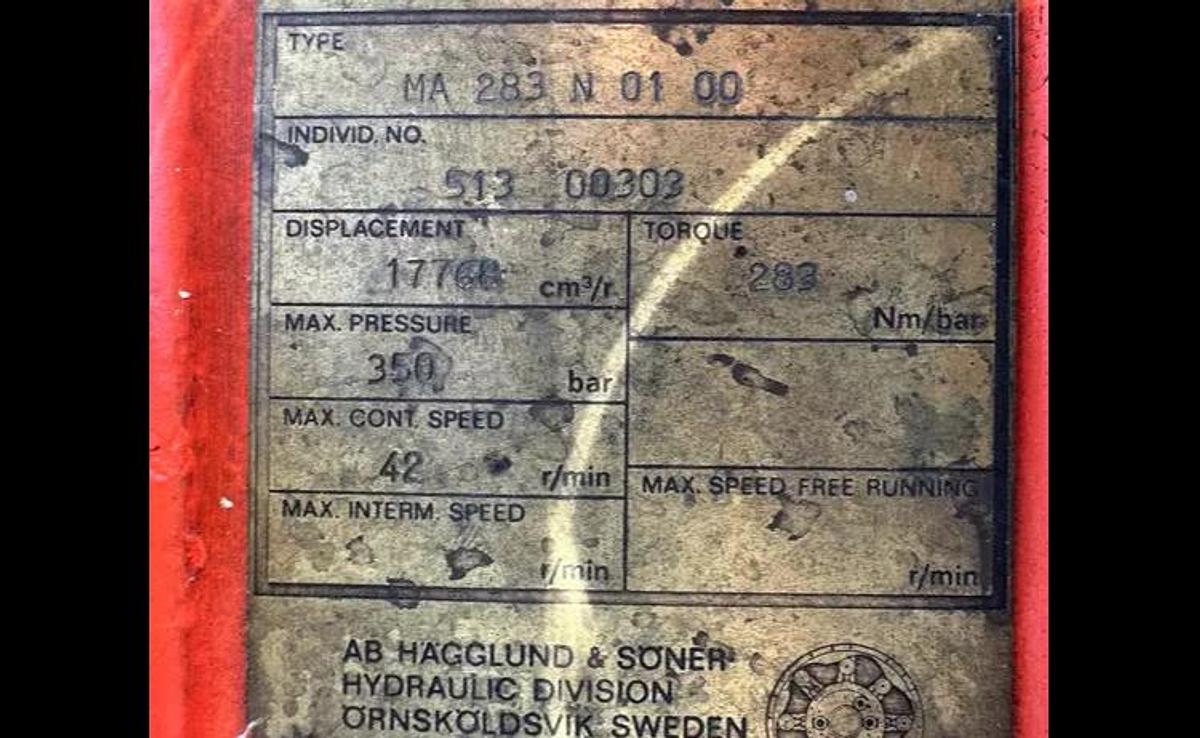 TYPE
MA 283 N 01 00
INDIVID. NO.
513 00303
DISPLACEMENT
cm³/r
TORQUE
283
Nm/bar
MAX. PRESSURE
350
bar
MAX. CONT. SPEED
42
r/min
MAX. INTERM. SPEED
r/min
MAX. SPEED FREE RUNNING
r/min
AB HÄGGLUND & SÖNER
HYDRAULIC DIVISION
ÖRNSKÖLDSVIK SWEDEN